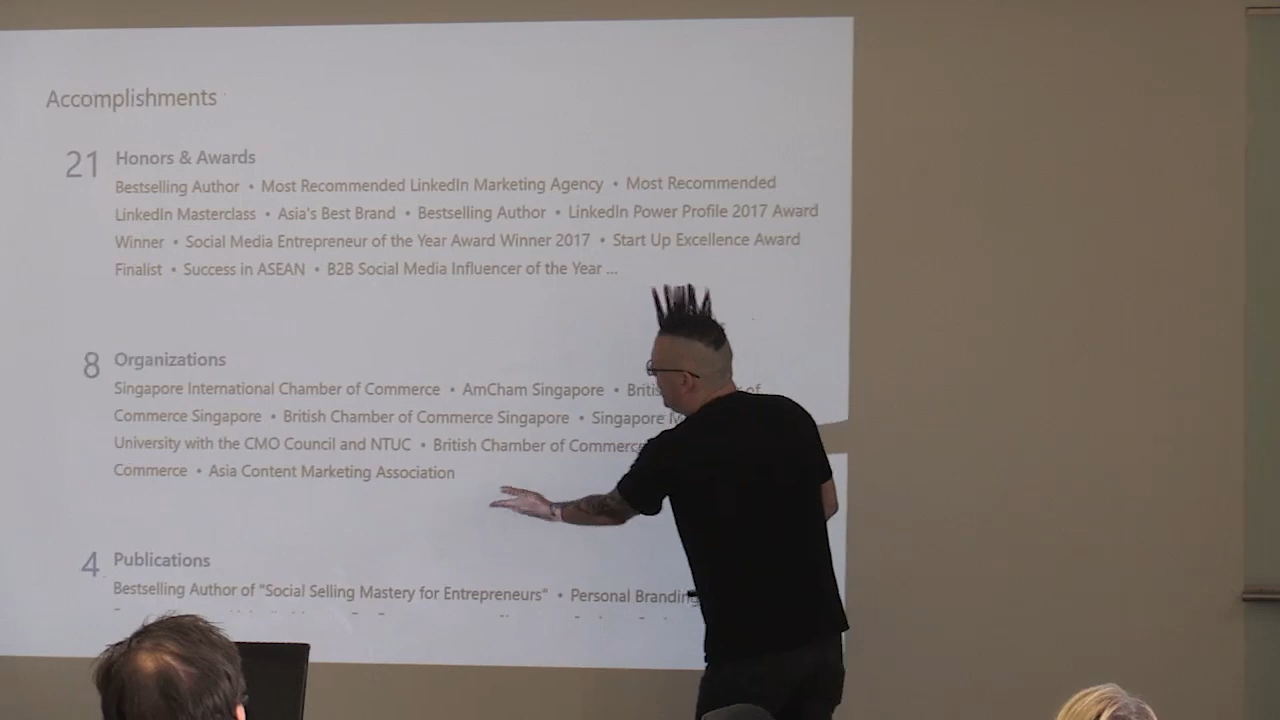 Accomplishments
21 Honors & Awards
Bestselling Author • Most Recommended LinkedIn Marketing Agency • Most Recommended
LinkedIn Masterclass • Asia's Best Brand • Bestselling Author • LinkedIn Power Profile 2017 Award
Winner • Social Media Entrepreneur of the Year Award Winner 2017 • Start Up Excellence Award
Finalist • Success in ASEAN • B2B Social Media Influencer of the Year ...
8 Organizations
Singapore International Chamber of Commerce • AmCham Singapore • of
Commerce Singapore • British Chamber of Commerce Singapore • Singapore
University with the CMO Council and NTUC • British Chamber of Commerce
Commerce • Asia Content Marketing Association
4 Publications
Bestselling Author of "Social Selling Mastery for Entrepreneurs" • Personal Branding